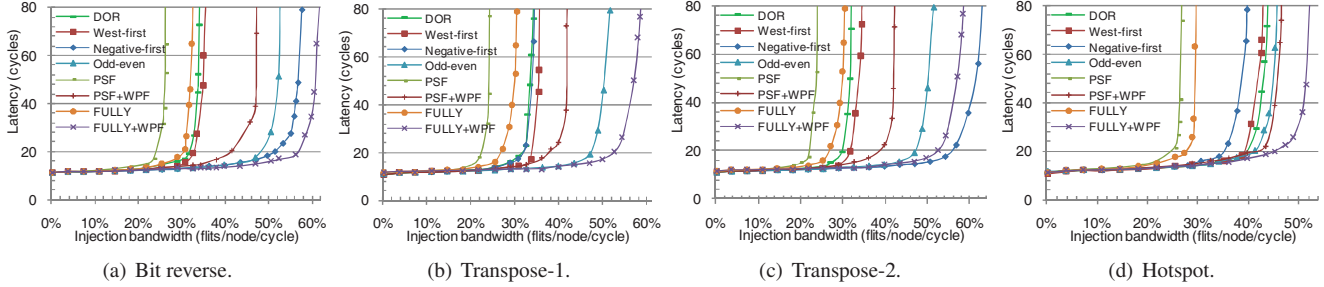 Latency (cycles)
80
60
40
20
0
DOR
West-first
Negative-first
Odd-even
PSF
PSF+WPF
FULLY
FULLY+WPF
0% 10% 20% 30% 40% 50% 60%
Injection bandwidth (flits/node/cycle)
(a) Bit reverse.
Latency (cycles)
80
60
40
20
0
DOR
West-first
Negative-first
Odd-even
PSF
PSF+WPF
FULLY
FULLY+WPF
0% 10% 20% 30% 40% 50% 60%
Injection bandwidth (flits/node/cycle)
(b) Transpose-1.
Latency (cycles)
80
60
40
20
0
DOR
West-first
Negative-first
Odd-even
PSF
PSF+WPF
FULLY
FULLY+WPF
0% 10% 20% 30% 40% 50% 60%
Injection bandwidth (flits/node/cycle)
(c) Transpose-2.
Latency (cycles)
80
60
40
20
0
DOR
West-first
Negative-first
Odd-even
PSF
PSF+WPF
FULLY
FULLY+WPF
0% 10% 20% 30% 40% 50%
Injection bandwidth (flits/node/cycle)
(d) Hotspot.